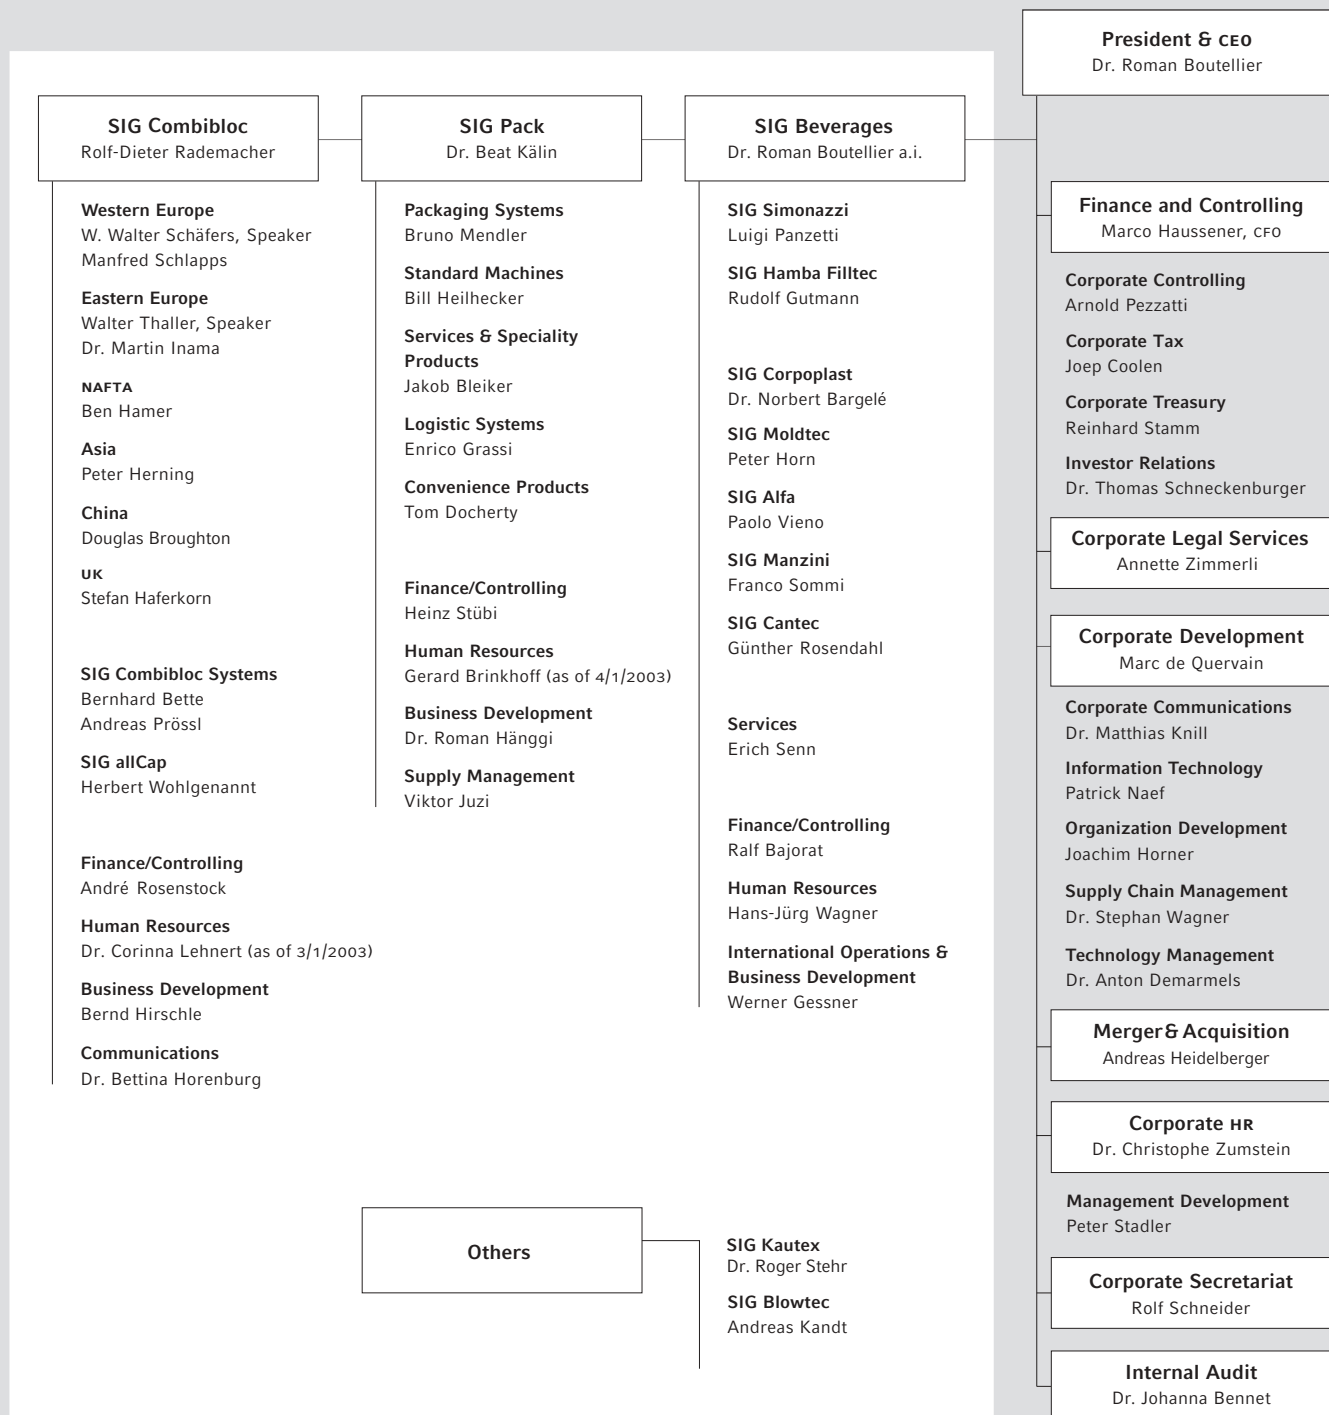 President & CEO
Dr. Roman Boutellier
SIG Combibloc
Rolf-Dieter Rademacher
Western Europe
W. Walter Schäfers, Speaker
Manfred Schlapps
Eastern Europe
Walter Thaller, Speaker
Dr. Martin Inama
NAFTA
Ben Hamer
Asia
Peter Herning
China
Douglas Broughton
UK
Stefan Haferkorn
SIG Combibloc Systems
Bernhard Bette
Andreas Prössl
SIG allCap
Herbert Wohlgenannt
Finance/Controlling
André Rosenstock
Human Resources
Dr. Corinna Lehnert (as of 3/1/2003)
Business Development
Bernd Hirschle
Communications
Dr. Bettina Horenburg
SIG Pack
Dr. Beat Kälin
Packaging Systems
Bruno Mendler
Standard Machines
Bill Heilhecker
Services & Speciality
Products
Jakob Bleiker
Logistic Systems
Enrico Grassi
Convenience Products
Tom Docherty
Finance/Controlling
Heinz Stübi
Human Resources
Gerard Brinkhoff (as of 4/1/2003)
Business Development
Dr. Roman Hänggi
Supply Management
Viktor Juzi
SIG Beverages
Dr. Roman Boutellier a.i.
SIG Simonazzi
Luigi Panzetti
SIG Hamba Filltec
Rudolf Gutmann
SIG Corpoplast
Dr. Norbert Bargelé
SIG Moldtec
Peter Horn
SIG Alfa
Paolo Vieno
SIG Manzini
Franco Sommi
SIG Cantec
Günther Rosendahl
Services
Erich Senn
Finance/Controlling
Ralf Bajorat
Human Resources
Hans-Jürg Wagner
International Operations &
Business Development
Werner Gessner
Others
SIG Kautex
Dr. Roger Stehr
SIG Blowtec
Andreas Kandt
Finance and Controlling
Marco Haussener, CFO
Corporate Controlling
Arnold Pezzatti
Corporate Tax
Joep Coolen
Corporate Treasury
Reinhard Stamm
Investor Relations
Dr. Thomas Schneckenburger
Corporate Legal Services
Annette Zimmerli
Corporate Development
Marc de Quervain
Corporate Communications
Dr. Matthias Knill
Information Technology
Patrick Naef
Organization Development
Joachim Horner
Supply Chain Management
Dr. Stephan Wagner
Technology Management
Dr. Anton Demarmels
Merger & Acquisition
Andreas Heidelberger
Corporate HR
Dr. Christophe Zumstein
Management Development
Peter Stadler
Corporate Secretariat
Rolf Schneider
Internal Audit
Dr. Johanna Bennet